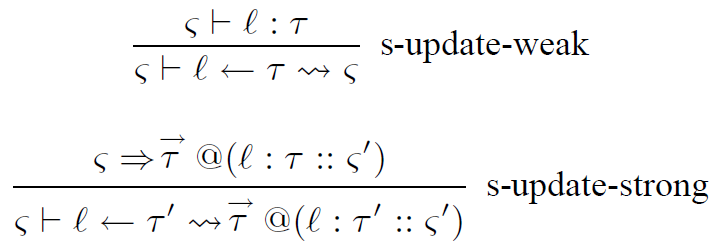 ς ⊢ ℓ : τ
ς ⊢ ℓ ← τ ⇝ ς s-update-weak
ς ⇒ τ⃗ @(ℓ : τ :: ς′)
ς ⊢ ℓ ← τ′ ⇝ τ⃗ @(ℓ : τ′ :: ς′) s-update-strong